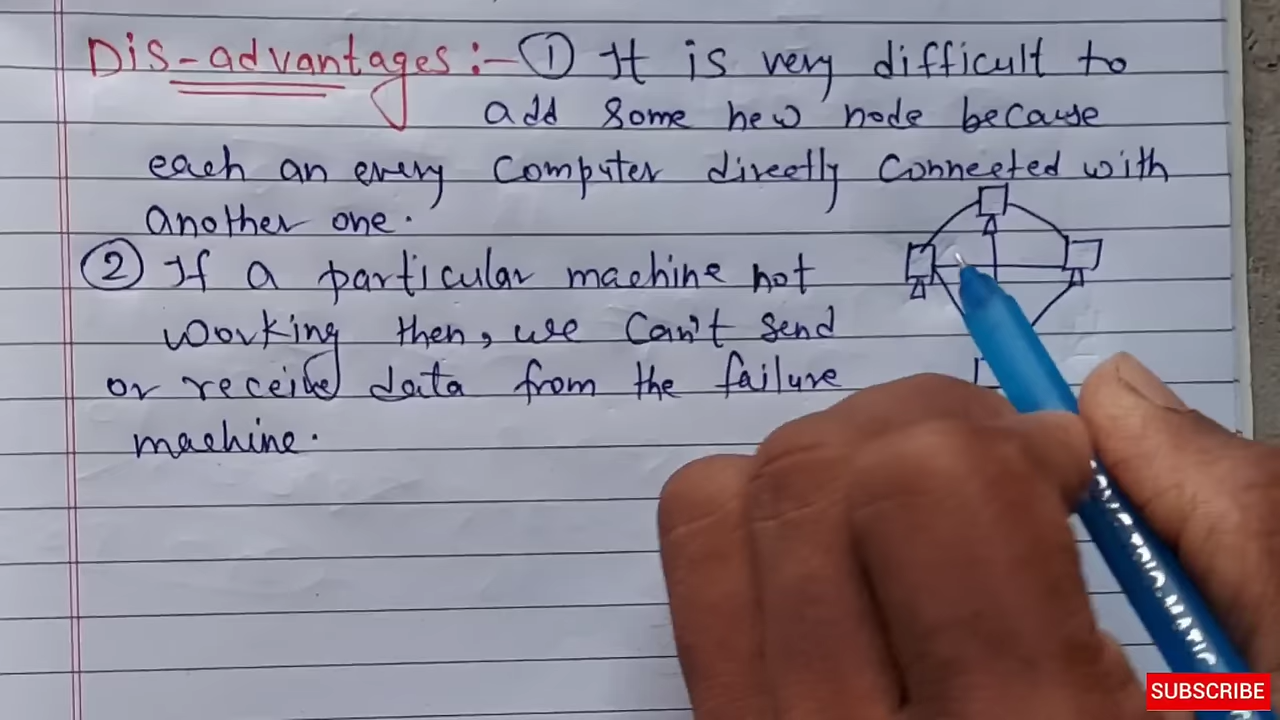 Dis-advantages :- ① It is very difficult to
add some new node because
each an every computer directly connected with
another one.
② If a particular machine not
working then, we can't send
or receive data from the failure
machine.
TRIO-MATIC
SUBSCRIBE